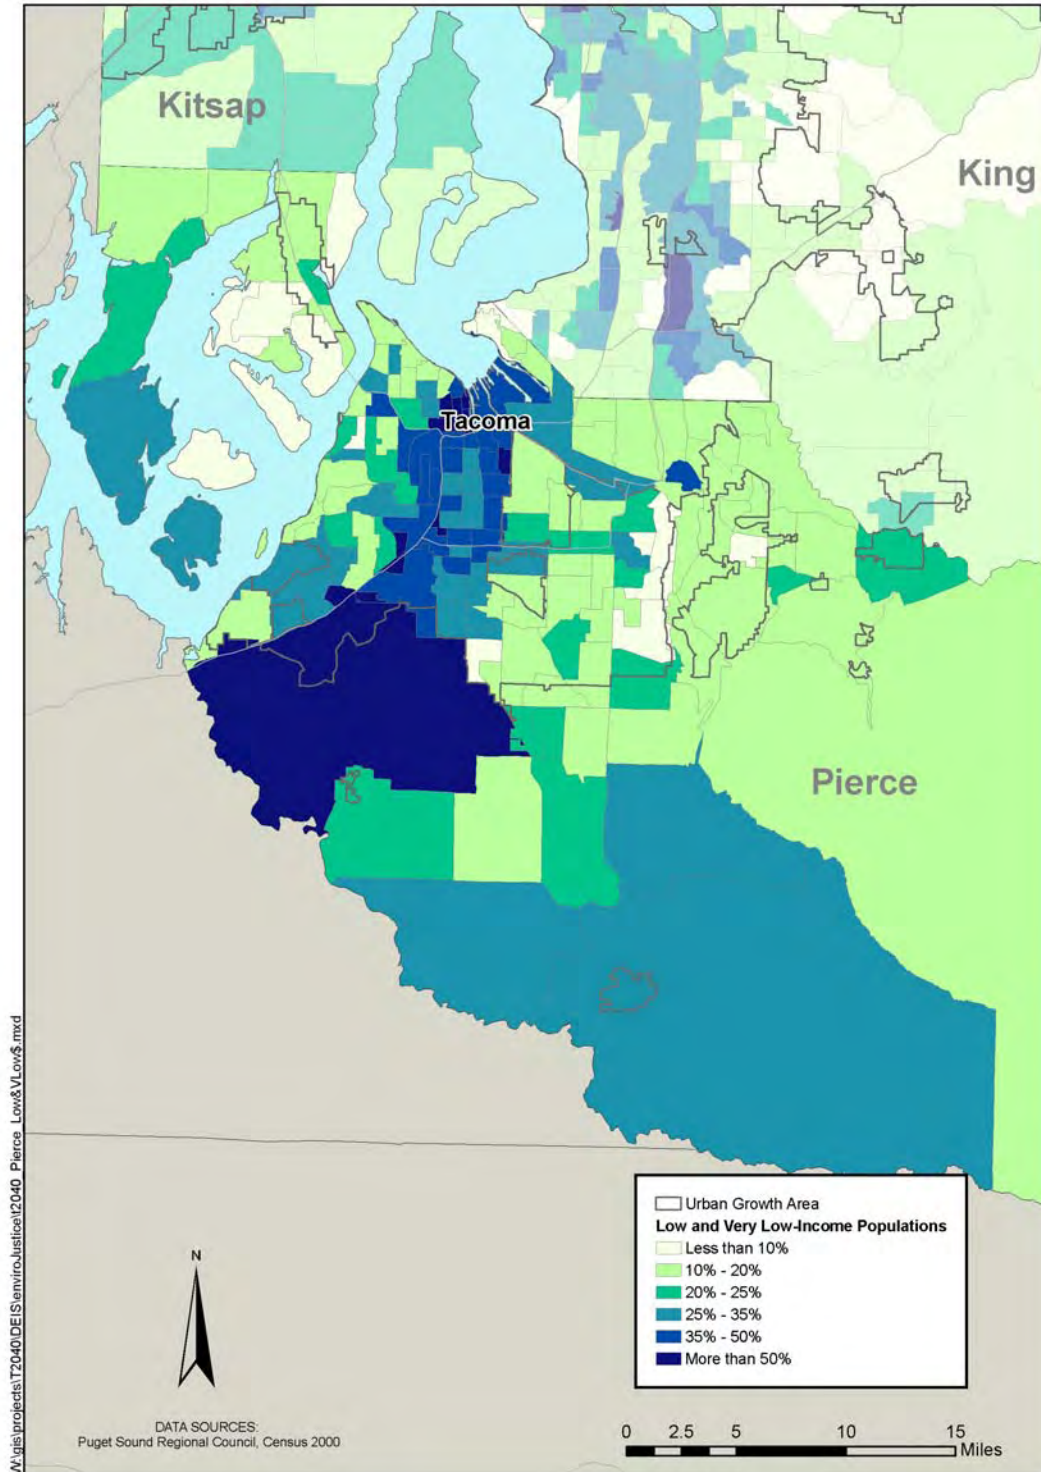 Kitsap
King
Tacoma
Pierce
Urban Growth Area
Low and Very Low-Income Populations
Less than 10%
10% - 20%
20% - 25%
25% - 35%
35% - 50%
More than 50%
N
DATA SOURCES:
Puget Sound Regional Council, Census 2000
0 2.5 5 10 15
Miles
W:\gis\projects\T2040\DEIS\enviroJustice\t2040_Pierce_Low&VLow$.mxd